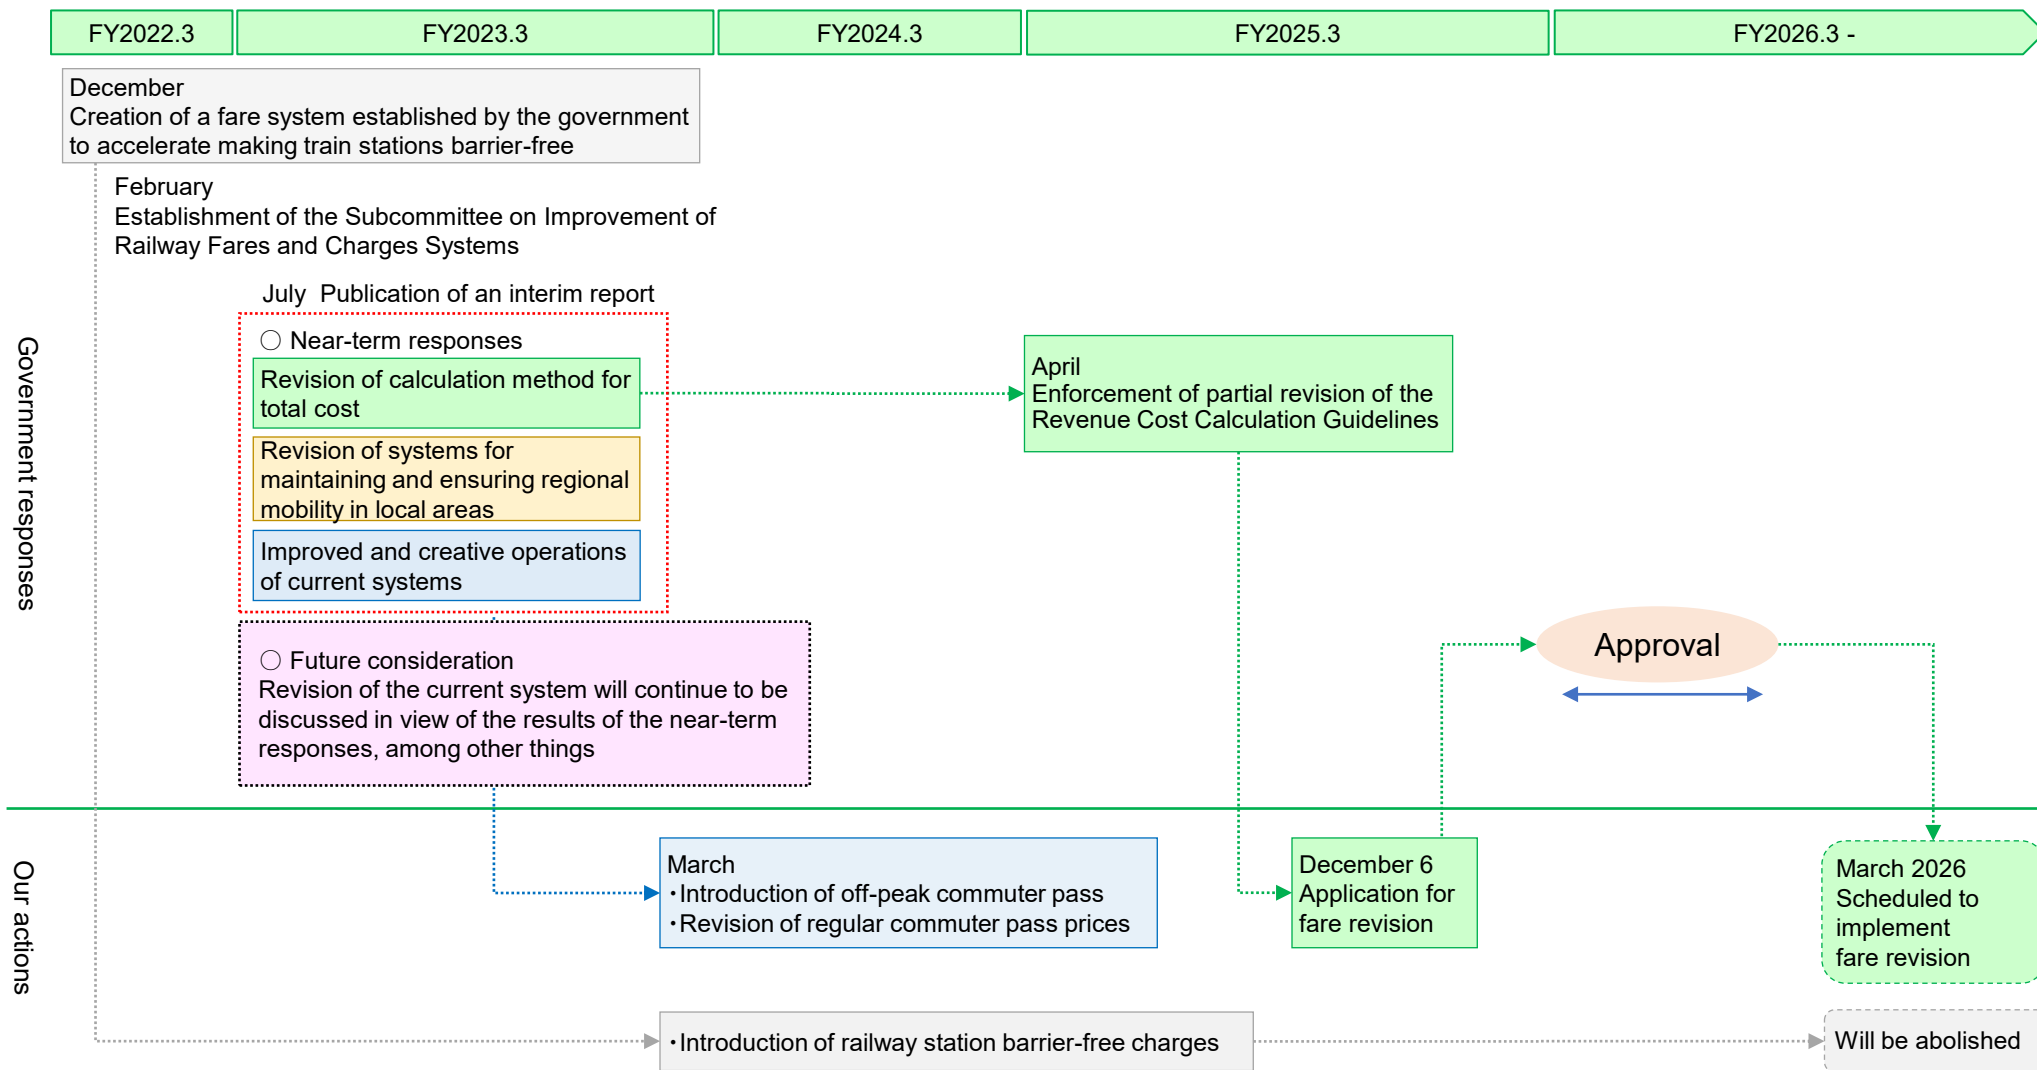 FY2022.3
FY2023.3
FY2024.3
FY2025.3
FY2026.3 -
Government responses
December
Creation of a fare system established by the government
to accelerate making train stations barrier-free
February
Establishment of the Subcommittee on Improvement of
Railway Fares and Charges Systems
July  Publication of an interim report
○ Near-term responses
Revision of calculation method for
total cost
Revision of systems for
maintaining and ensuring regional
mobility in local areas
Improved and creative operations
of current systems
○ Future consideration
Revision of the current system will continue to be
discussed in view of the results of the near-term
responses, among other things
April
Enforcement of partial revision of the
Revenue Cost Calculation Guidelines
Approval
Our actions
March
・Introduction of off-peak commuter pass
・Revision of regular commuter pass prices
December 6
Application for
fare revision
March 2026
Scheduled to
implement
fare revision
・Introduction of railway station barrier-free charges
Will be abolished